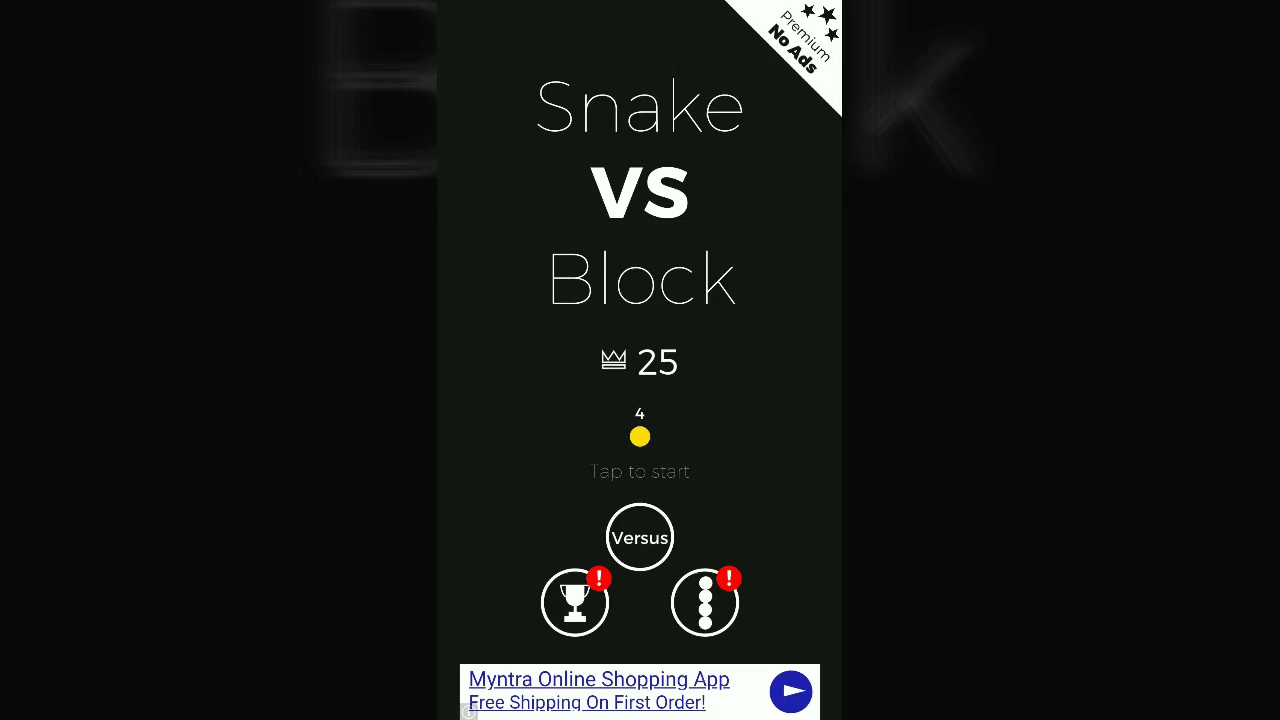 Premium
No Ads
Snake
VS
Block
25
4
Tap to start
Versus
!
!
Myntra Online Shopping App
Free Shipping On First Order!